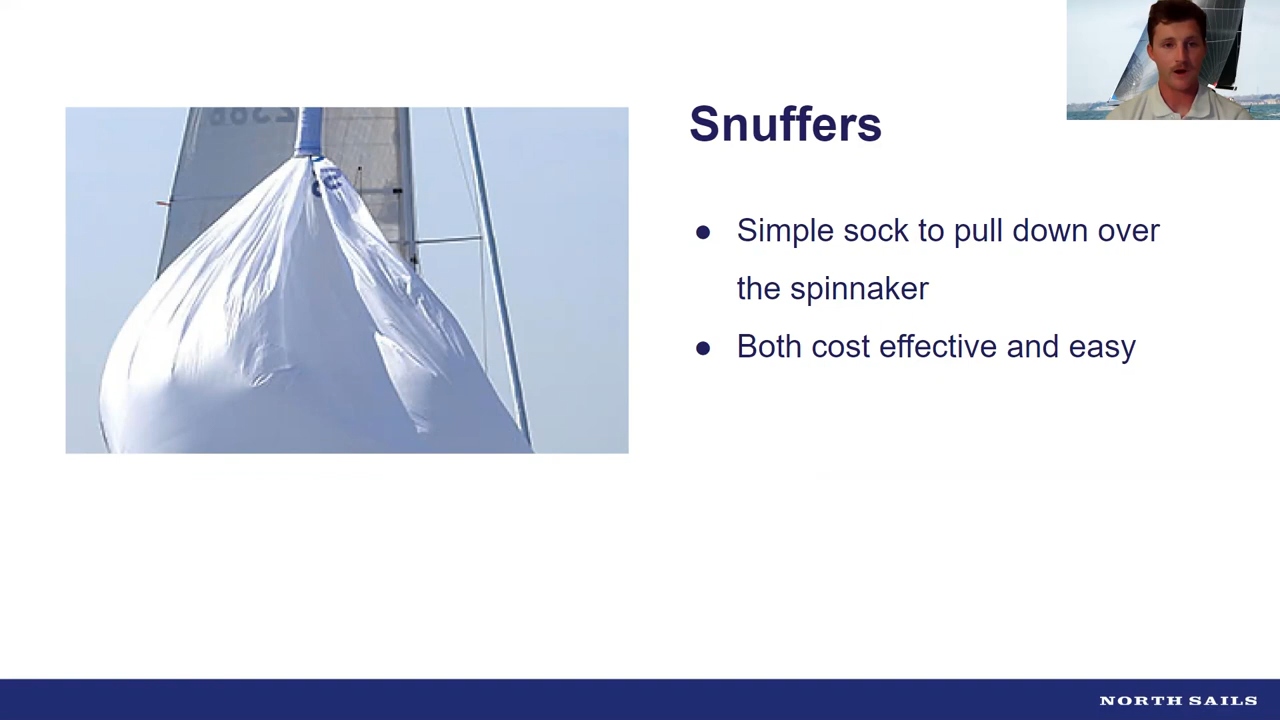 Snuffers
● Simple sock to pull down over
the spinnaker
● Both cost effective and easy
NORTH SAILS